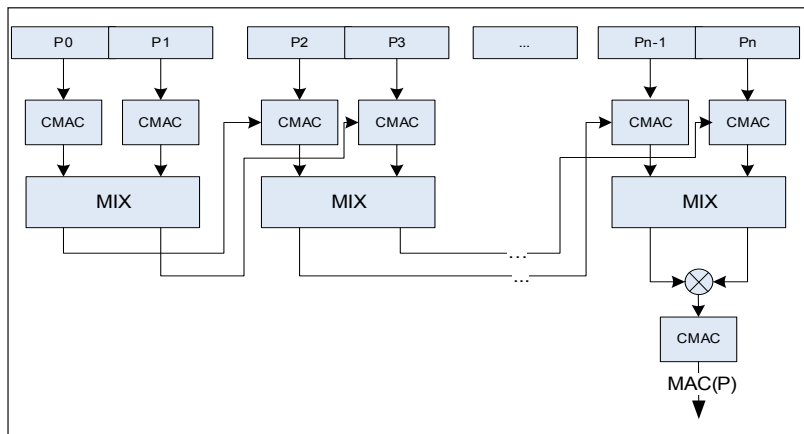 P0 P1 P2 P3 ... Pn-1 Pn
CMAC CMAC CMAC CMAC CMAC CMAC
MIX MIX MIX
...
...
CMAC
MAC(P)